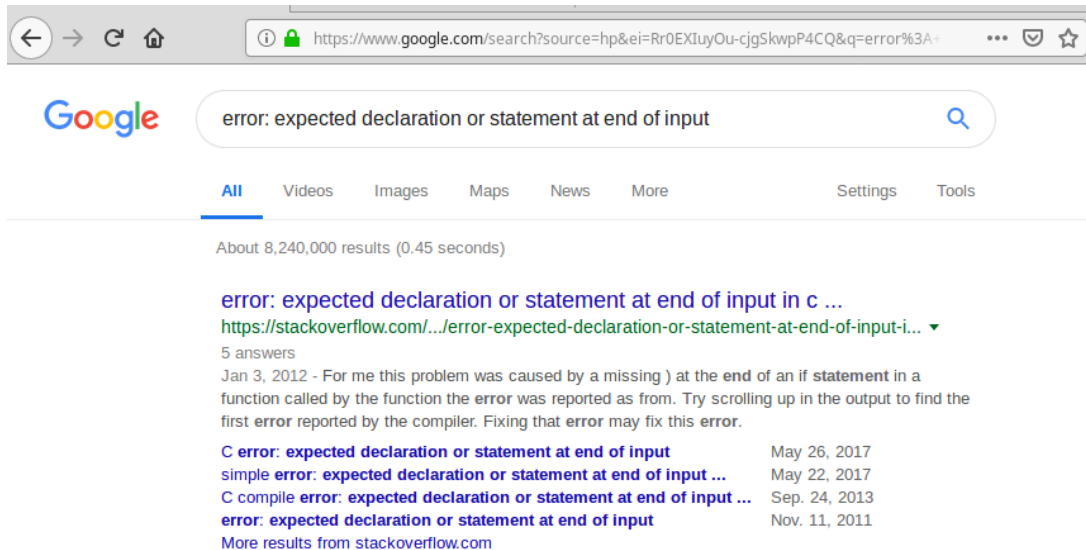 https://www.google.com/search?source=hp&ei=Rr0EXIuyOu-cjgSkwpP4CQ&q=error%3A+
Google
error: expected declaration or statement at end of input
All Videos Images Maps News More Settings Tools
About 8,240,000 results (0.45 seconds)
error: expected declaration or statement at end of input in c ...
https://stackoverflow.com/.../error-expected-declaration-or-statement-at-end-of-input-i...
5 answers
Jan 3, 2012 - For me this problem was caused by a missing ) at the end of an if statement in a
function called by the function the error was reported as from. Try scrolling up in the output to find the
first error reported by the compiler. Fixing that error may fix this error.
C error: expected declaration or statement at end of input May 26, 2017
simple error: expected declaration or statement at end of input ... May 22, 2017
C compile error: expected declaration or statement at end of input ... Sep. 24, 2013
error: expected declaration or statement at end of input Nov. 11, 2011
More results from stackoverflow.com